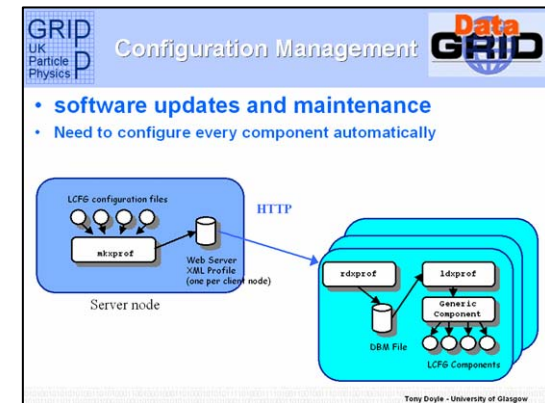 GRIDPP
UK
Particle
Physics
Configuration Management
Data
GRID
• software updates and maintenance
• Need to configure every component automatically
LCFG configuration files
mkxprof
Web Server
XML Profile
(one per client node)
Server node
HTTP
rdxprof
ldxprof
Generic
Component
DBM File
LCFG Components
Tony Doyle - University of Glasgow